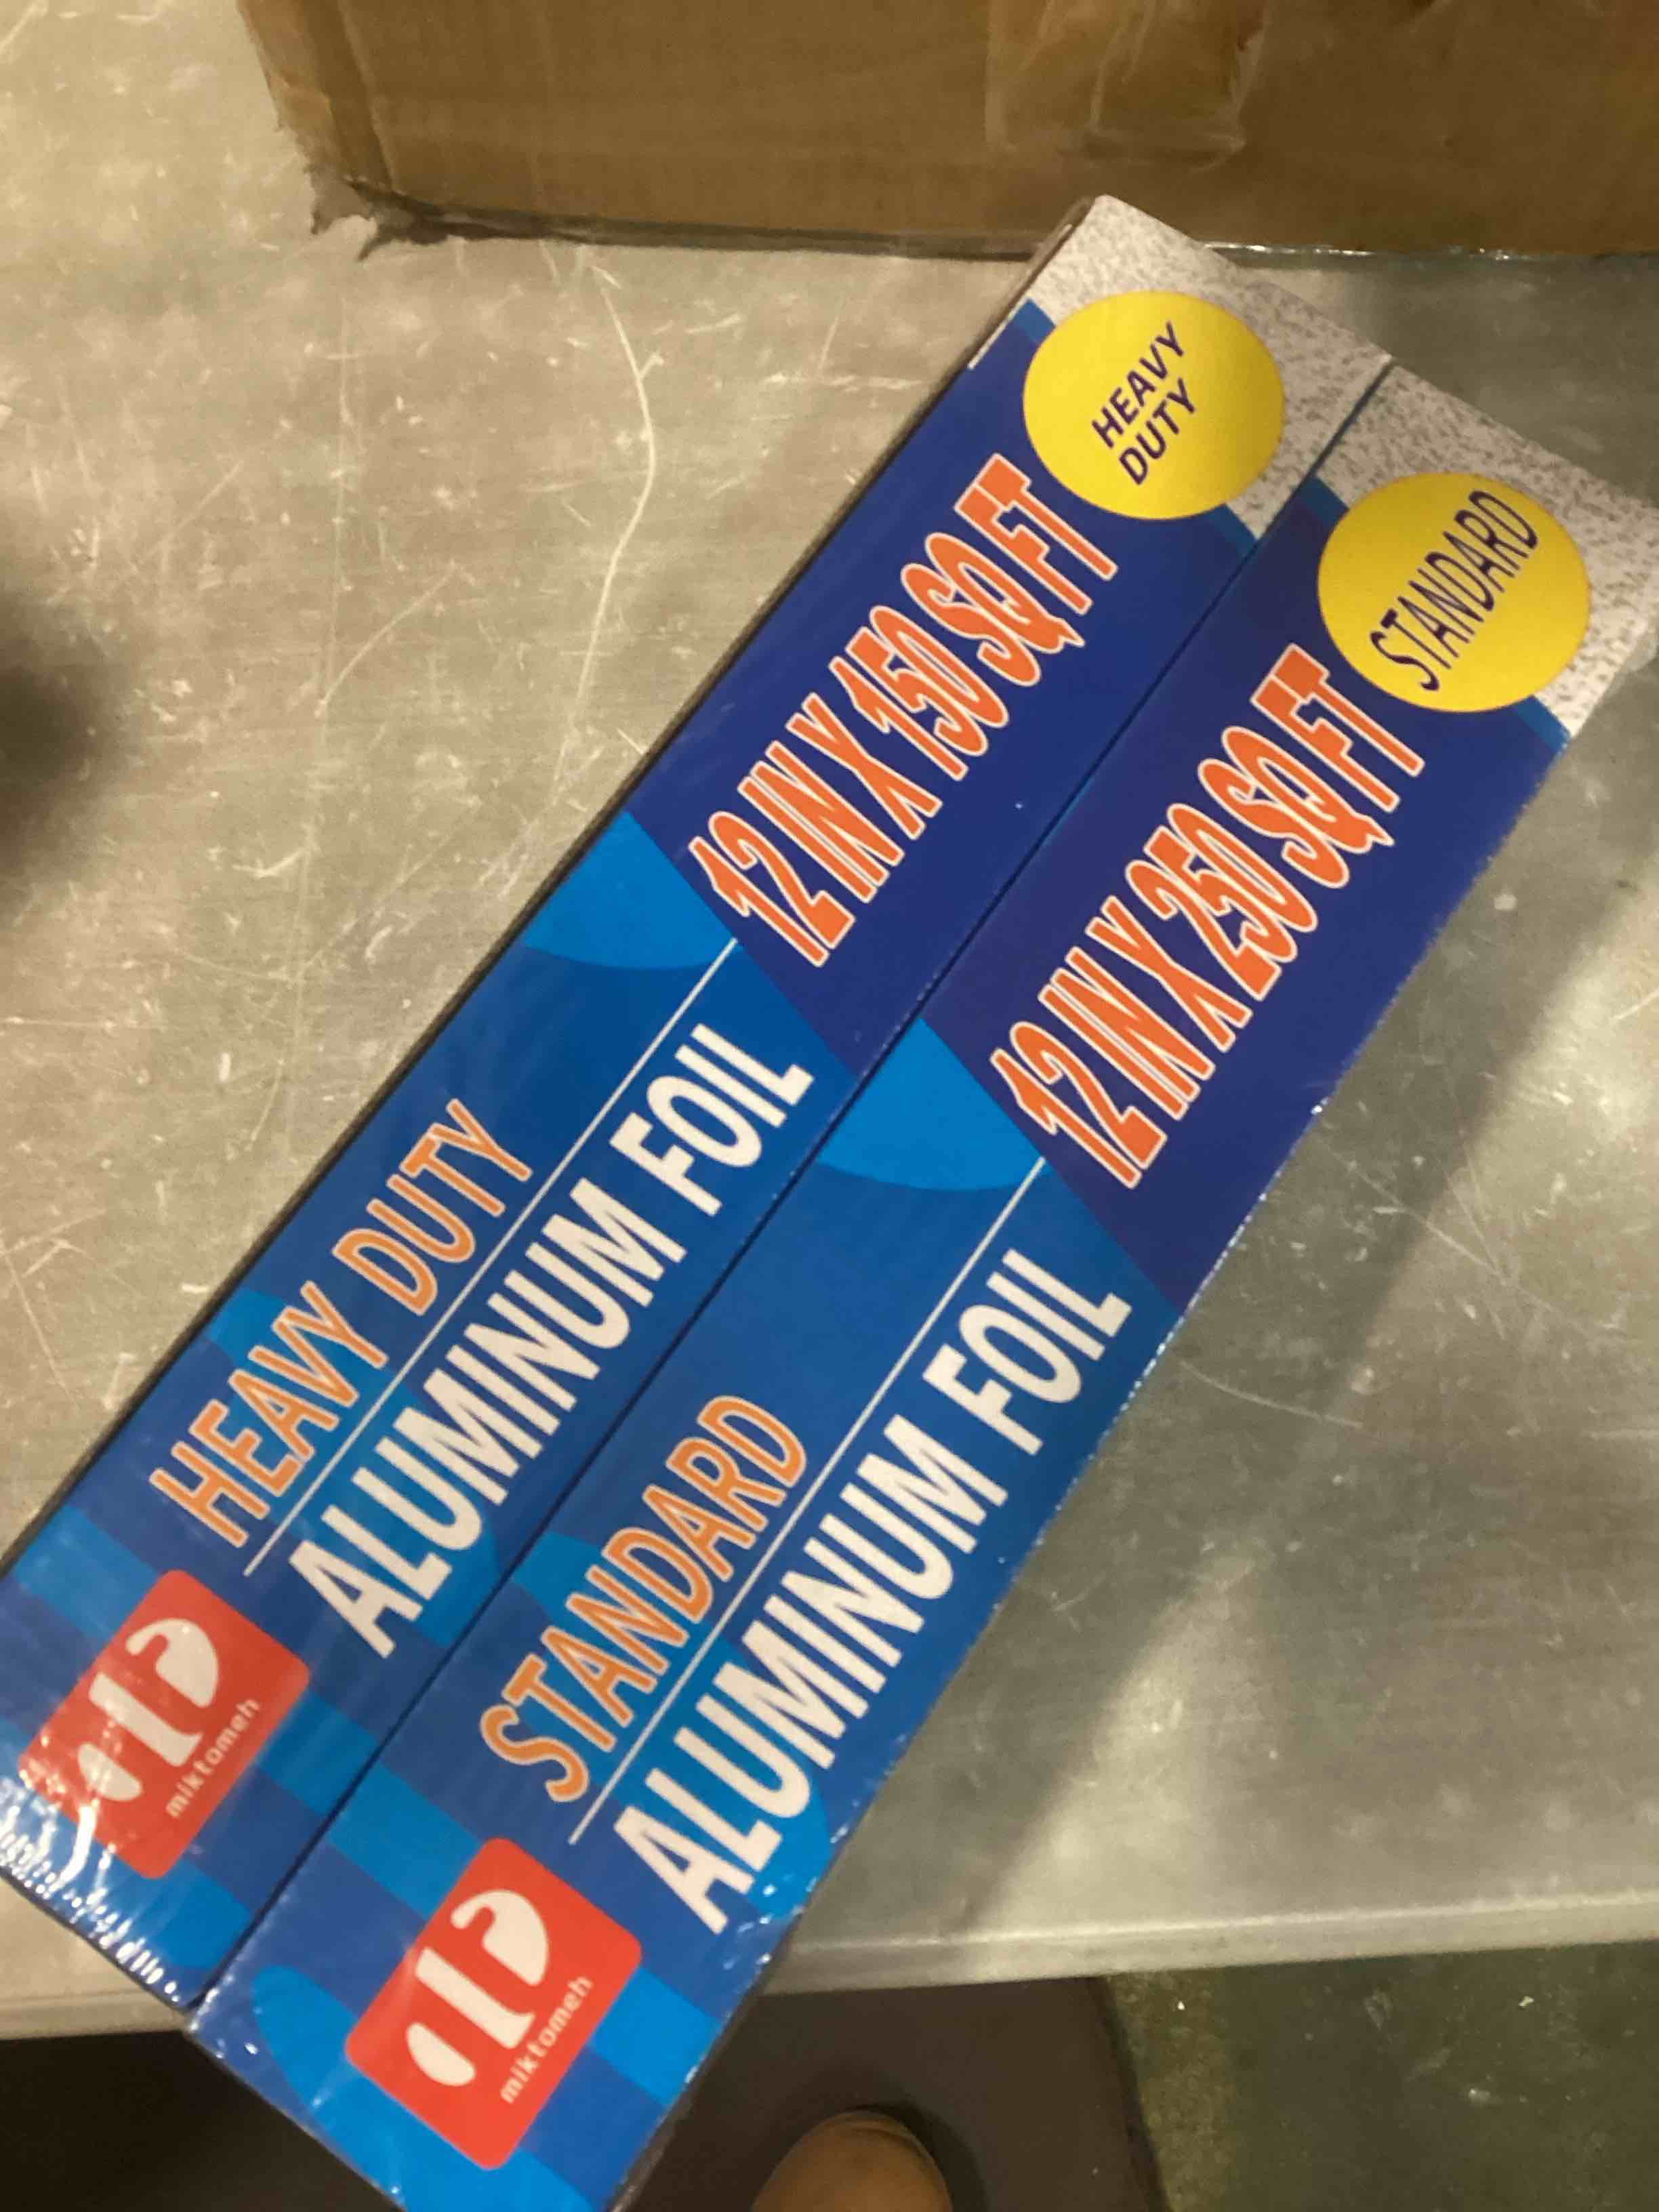 HEAVY
DUTY
12 IN X 150 SQ FT
HEAVY DUTY
ALUMINUM FOIL
miktomeh
STANDARD
12 IN X 250 SQ FT
STANDARD
ALUMINUM FOIL
miktomeh